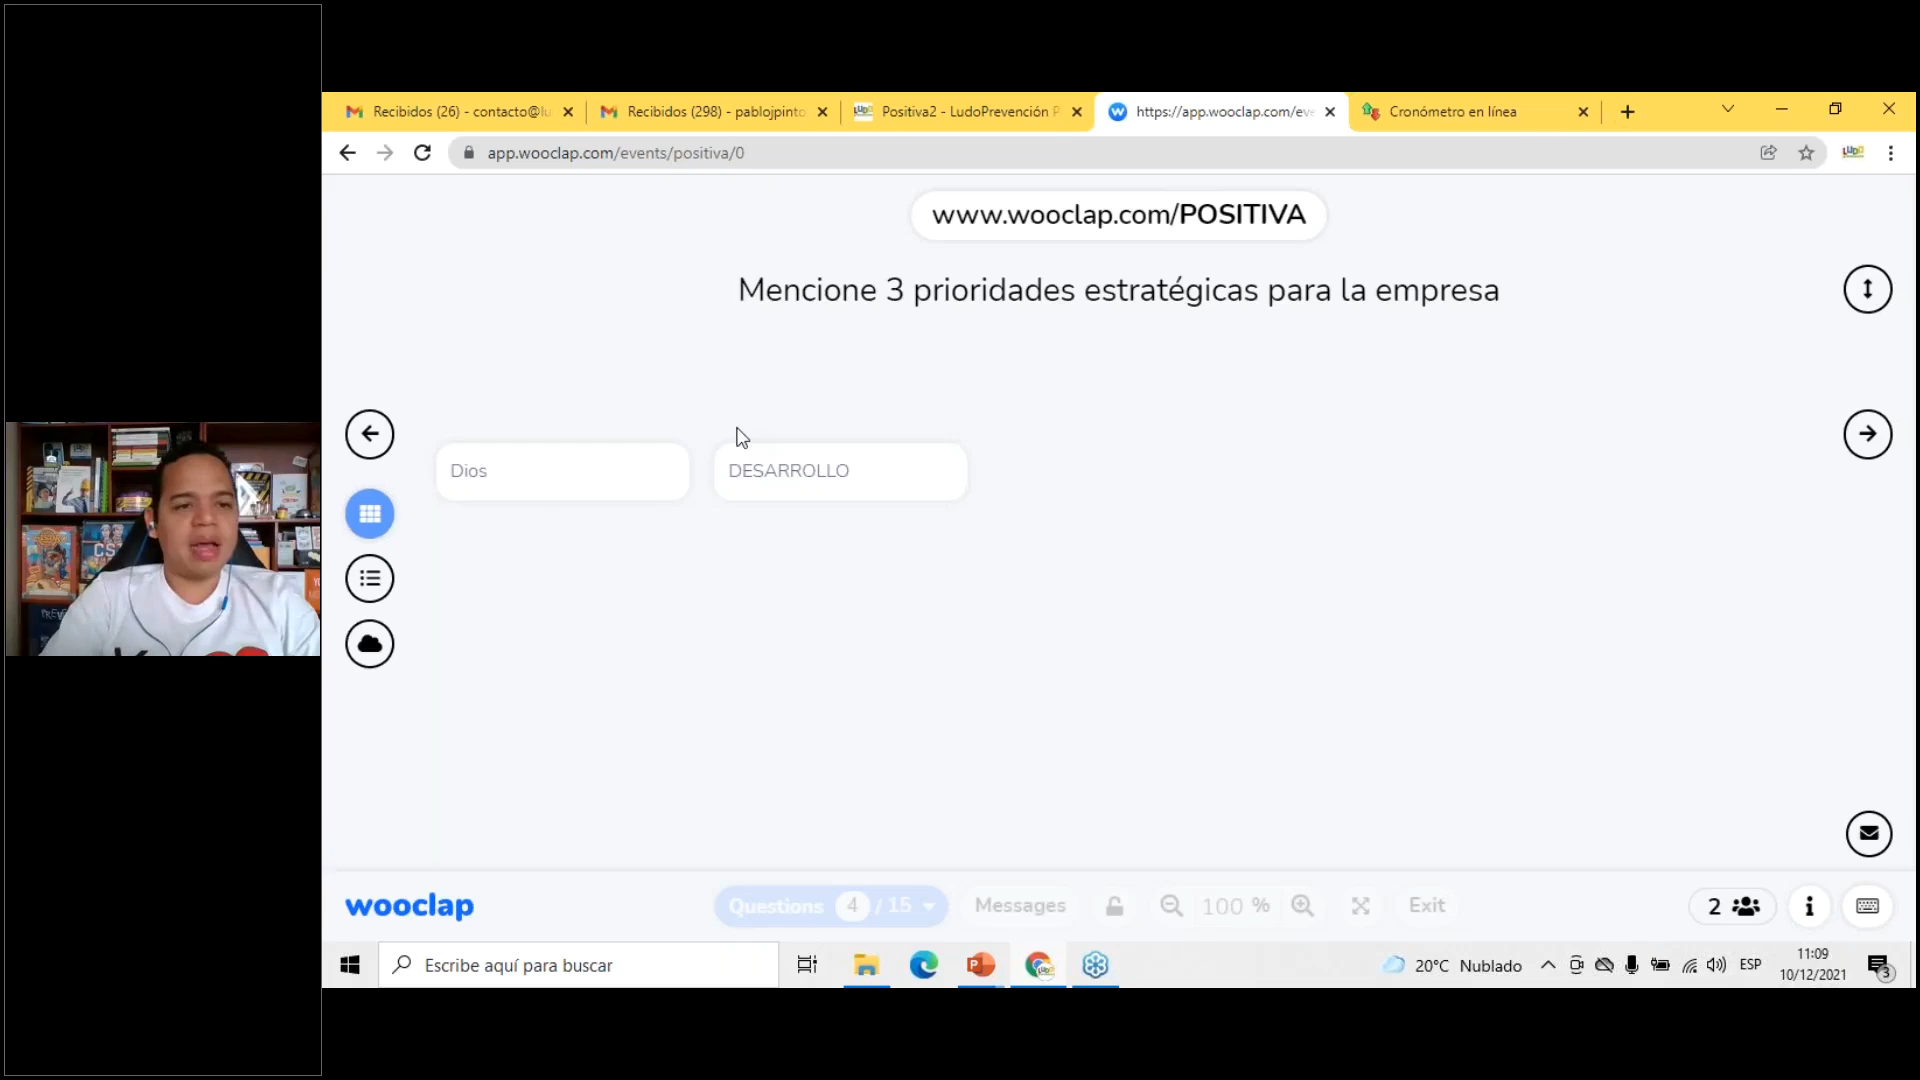 Recibidos (26) - contacto@lu
Recibidos (298) - pablojpinto
Positiva2 - LudoPrevención P
https://app.wooclap.com/eve
Cronómetro en línea
app.wooclap.com/events/positiva/0
www.wooclap.com/POSITIVA
Mencione 3 prioridades estratégicas para la empresa
Dios
DESARROLLO
wooclap
Questions 4 / 15
Messages
100 %
Exit
2
Escribe aquí para buscar
20°C Nublado
ESP
11:09
10/12/2021
3